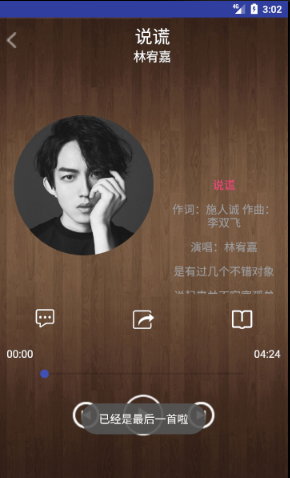 4G 3:02
说谎
林宥嘉
说谎
作词：施人诚 作曲：
李双飞
演唱：林宥嘉
是有过几个不错对象
00:00 04:24
已经是最后一首啦